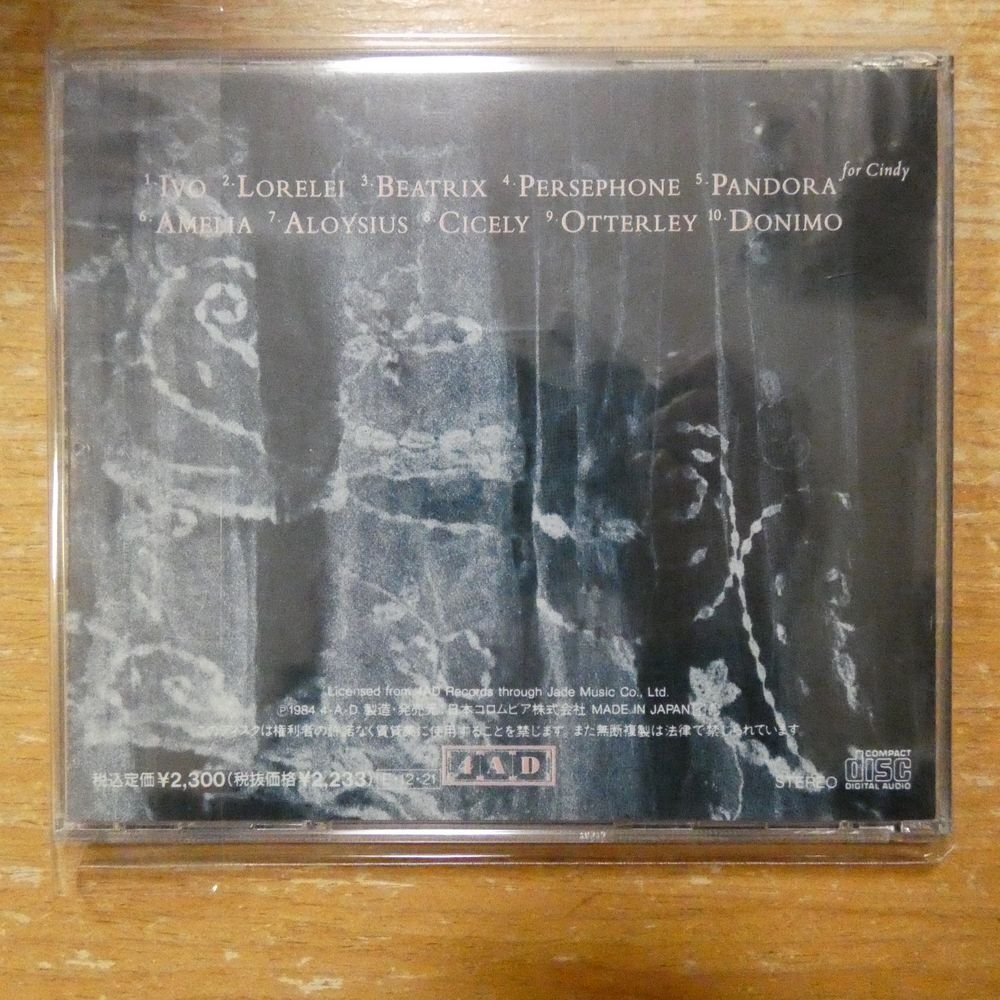 1. IVO 2. LORELEI 3. BEATRIX 4. PERSEPHONE 5. PANDORA for Cindy
6. AMELIA 7. ALOYSIUS 8. CICELY 9. OTTERLEY 10. DONIMO
Licensed from 4AD Records through Jade Music Co., Ltd.
℗1984 4-A-D 製造・発売元 日本コロムビア株式会社 MADE IN JAPAN
ディスクは権利者の許諾なく賃貸業に使用することを禁じます。また無断複製は法律で禁じられています。
税込定価¥2,300(税抜価格¥2,233) E-12-21
4 A D
STEREO
COMPACT
disc
DIGITAL AUDIO